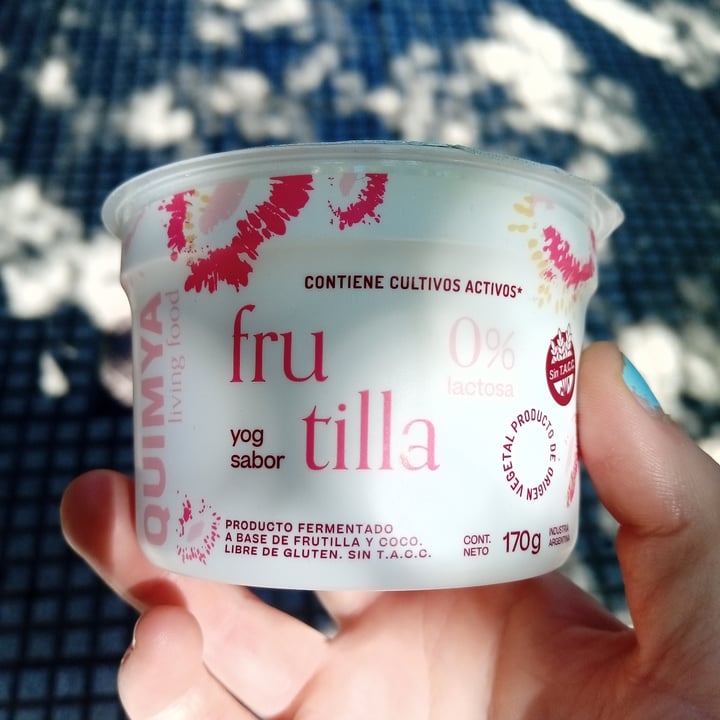 QUIMYA
living food
CONTIENE CULTIVOS ACTIVOS*
fru
tilla
yog
sabor
0%
lactosa
Sin T.A.C.C.
PRODUCTO DE ORIGEN VEGETAL
PRODUCTO FERMENTADO
A BASE DE FRUTILLA Y COCO.
LIBRE DE GLUTEN. SIN T.A.C.C.
CONT.
NETO
170g
INDUSTRIA
ARGENTINA